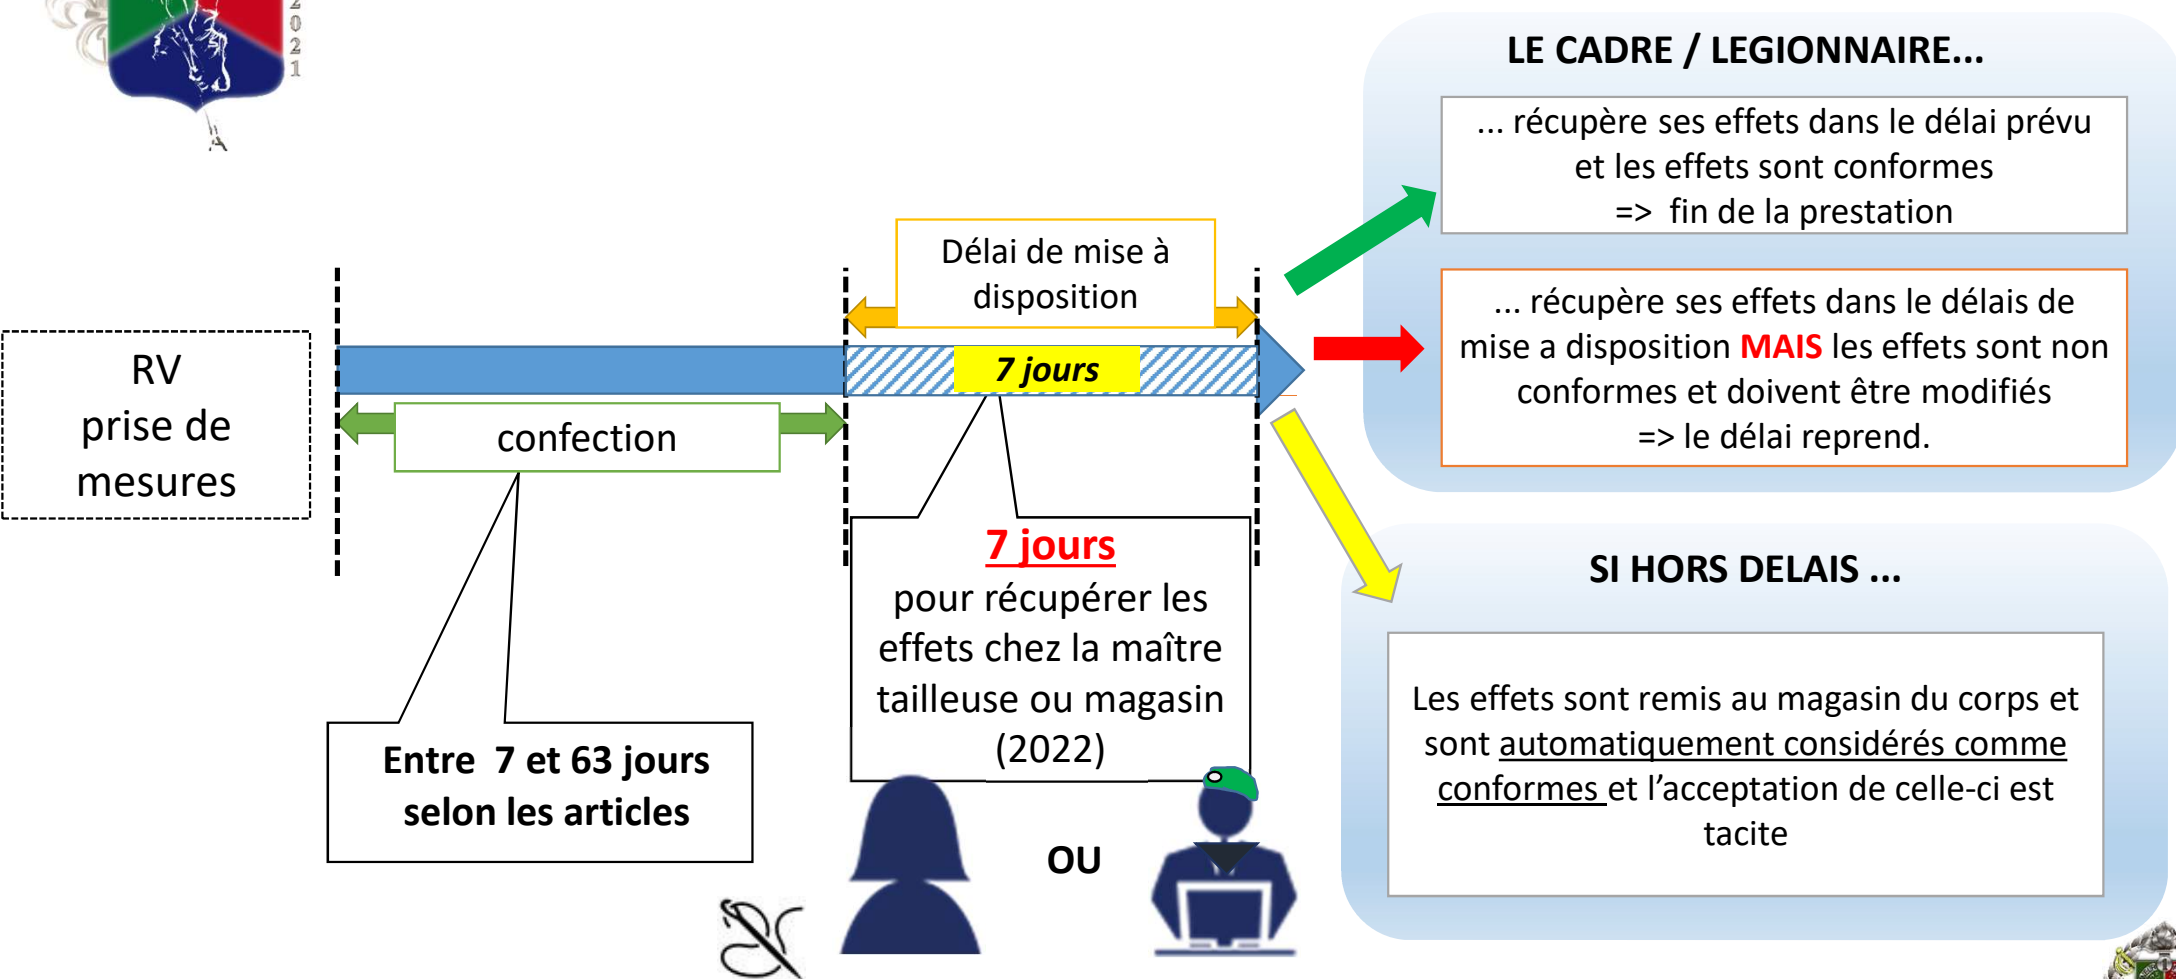 2
0
2
1
RV
prise de
mesures
confection
Entre 7 et 63 jours
selon les articles
Délai de mise à
disposition
7 jours
7 jours
pour récupérer les
effets chez la maître
tailleuse ou magasin
(2022)
OU
LE CADRE / LEGIONNAIRE...
... récupère ses effets dans le délai prévu
et les effets sont conformes
=> fin de la prestation
... récupère ses effets dans le délais de
mise a disposition MAIS les effets sont non
conformes et doivent être modifiés
=> le délai reprend.
SI HORS DELAIS ...
Les effets sont remis au magasin du corps et
sont automatiquement considérés comme
conformes et l'acceptation de celle-ci est
tacite